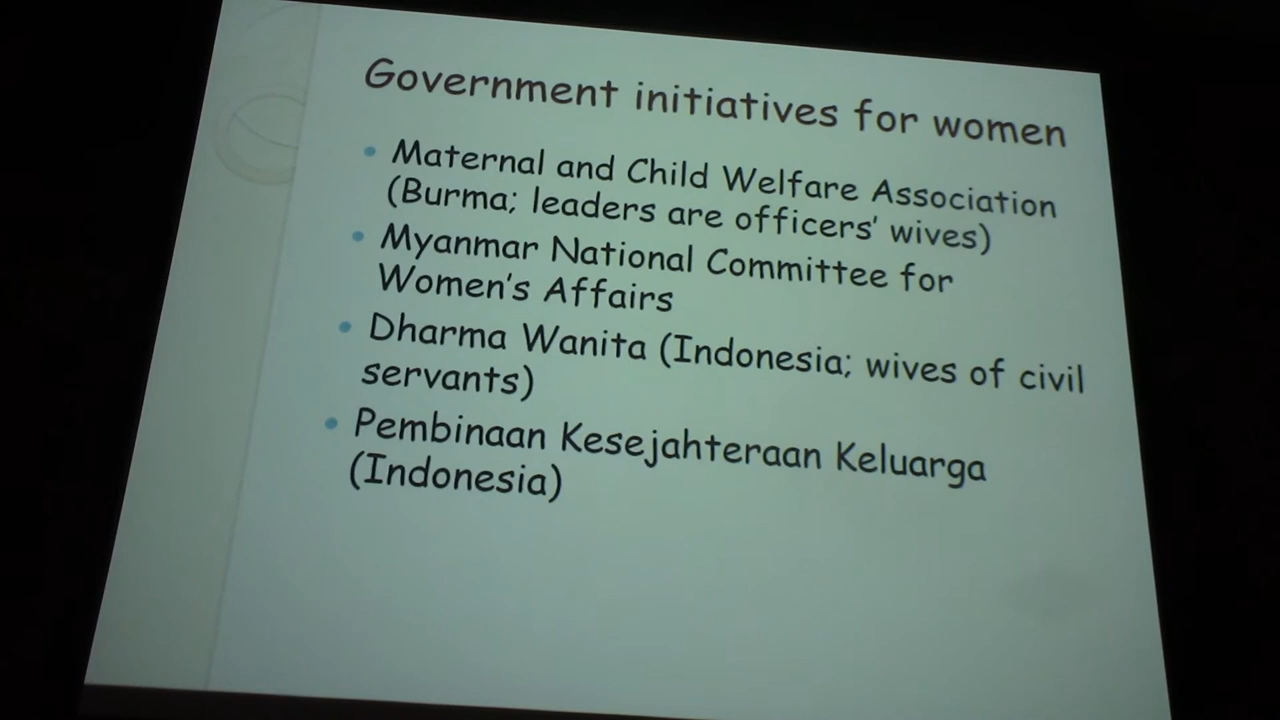 Government initiatives for women
• Maternal and Child Welfare Association
(Burma; leaders are officers' wives)
• Myanmar National Committee for
Women's Affairs
• Dharma Wanita (Indonesia; wives of civil
servants)
• Pembinaan Kesejahteraan Keluarga
(Indonesia)